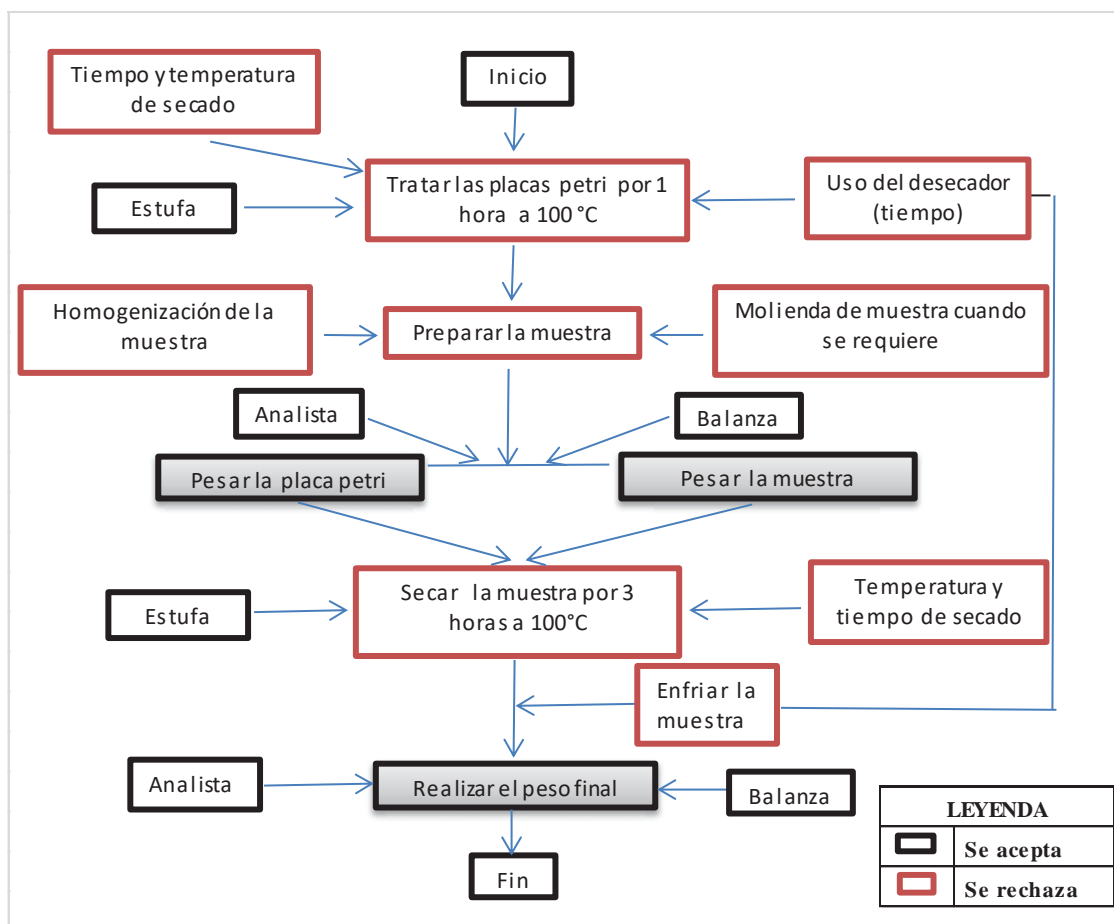 Tiempo y temperatura
de secado
Inicio
Tratar las placas petri por 1
hora a 100 °C
Estufa
Uso del desecador
(tiempo)
Homogenización de la
muestra
Preparar la muestra
Molienda de muestra cuando
se requiere
Analista
Balanza
Pesar la placa petri
Pesar la muestra
Secar la muestra por 3
horas a 100°C
Estufa
Temperatura y
tiempo de secado
Enfriar la
muestra
Analista
Realizar el peso final
Balanza
Fin
LEYENDA
Se acepta
Se rechaza